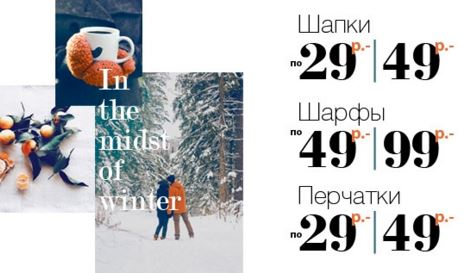 In
the
midst
of
winter
Шапки
по 29 р.- | 49 р.-
Шарфы
по 49 р.- | 99 р.-
Перчатки
по 29 р.- | 49 р.-